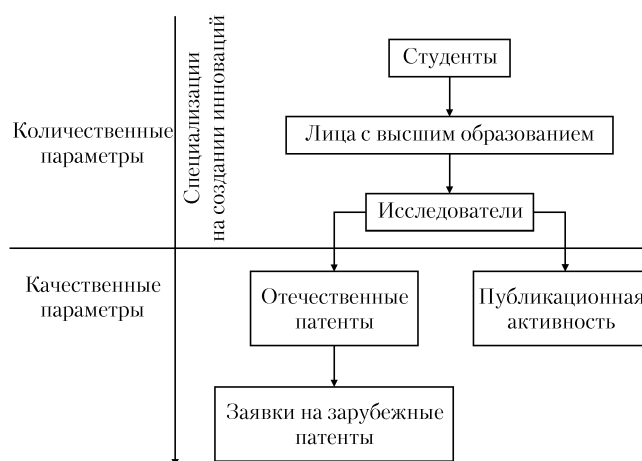 Студенты
Специализации
на создании инноваций
Количественные
параметры
Лица с высшим образованием
Исследователи
Качественные
параметры
Отечественные
патенты
Публикационная
активность
Заявки на зарубежные
патенты